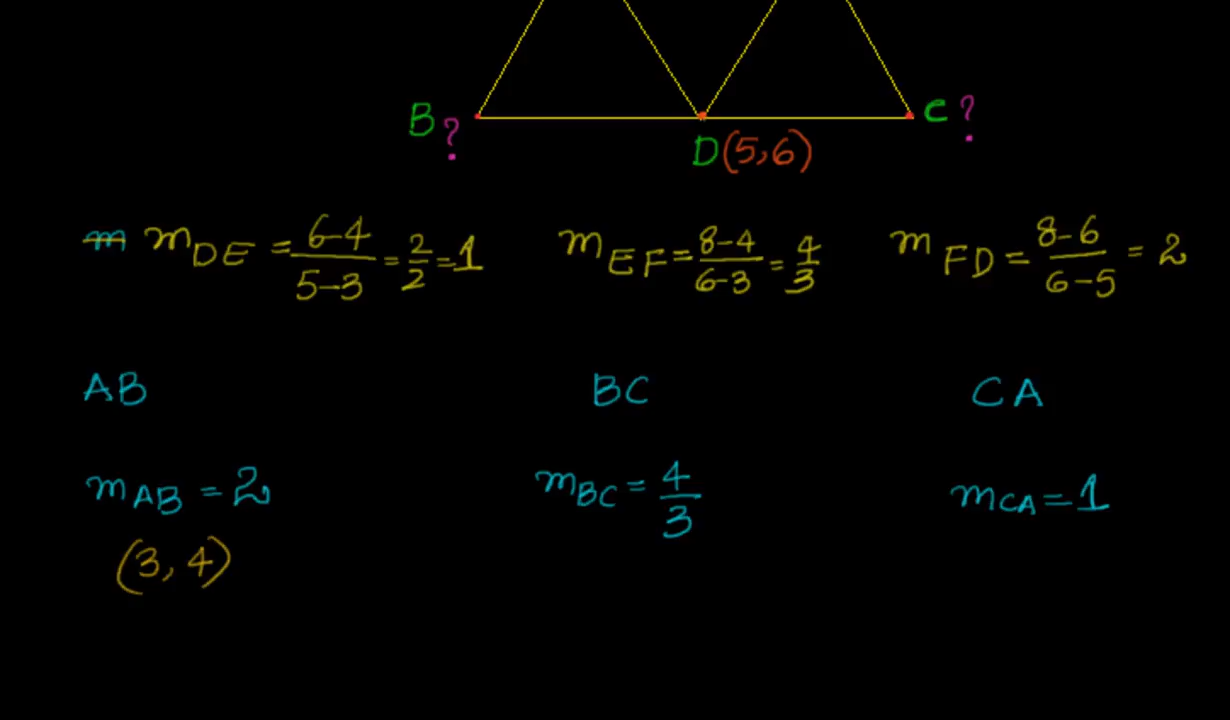 B ? D(5,6) C ?
m m_DE = 6-4/5-3 = 2/2 = 1 m_EF = 8-4/6-3 = 4/3 m_FD = 8-6/6-5 = 2
AB BC CA
m_AB = 2 m_BC = 4/3 m_CA = 1
(3, 4)